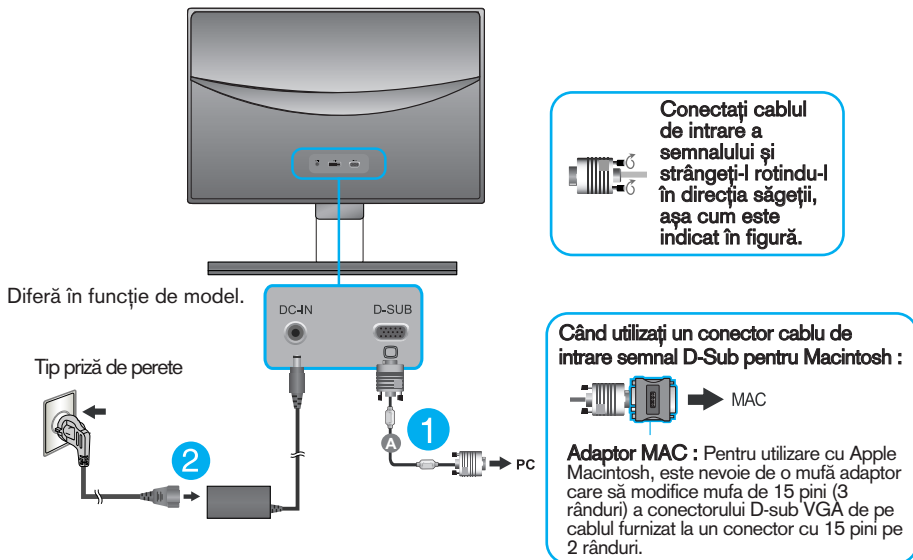 Conectați cablul
de intrare a
semnalului și
strângeți-l rotindu-l
în direcția săgeții,
așa cum este
indicat în figură.
Diferă în funcție de model.
DC-IN
D-SUB
Tip priză de perete
2
A
1
PC
Când utilizați un conector cablu de
intrare semnal D-Sub pentru Macintosh :
MAC
Adaptor MAC : Pentru utilizare cu Apple
Macintosh, este nevoie de o mufă adaptor
care să modifice mufa de 15 pini (3
rânduri) a conectorului D-sub VGA de pe
cablul furnizat la un conector cu 15 pini pe
2 rânduri.